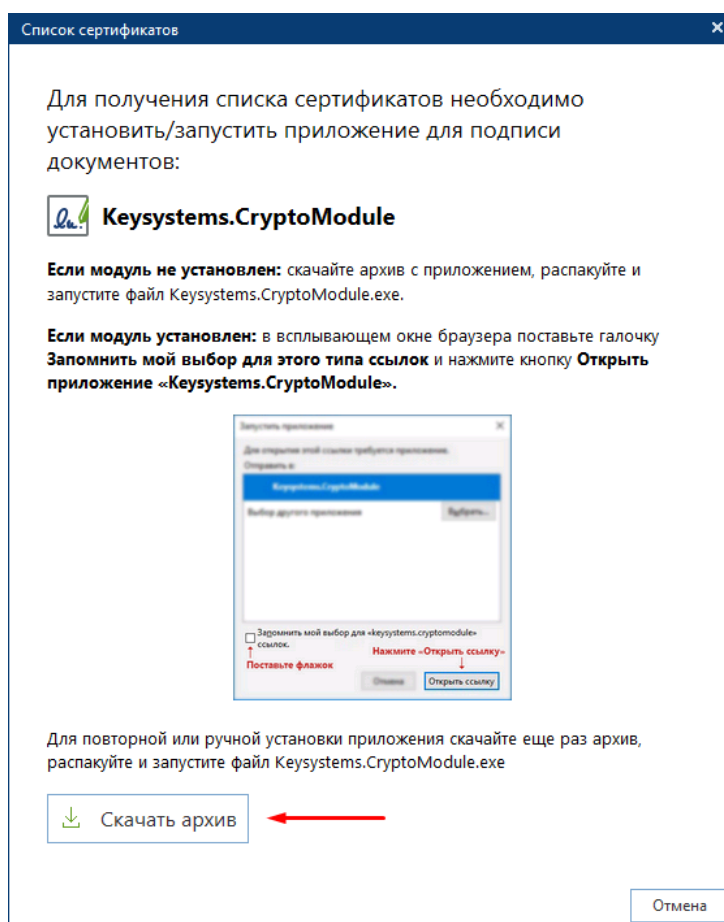 Список сертификатов
Для получения списка сертификатов необходимо
установить/запустить приложение для подписи
документов:
Keysystems.CryptoModule
Если модуль не установлен: скачайте архив с приложением, распакуйте и
запустите файл Keysystems.CryptoModule.exe.
Если модуль установлен: в всплывающем окне браузера поставьте галочку
Запомнить мой выбор для этого типа ссылок и нажмите кнопку Открыть
приложение «Keysystems.CryptoModule».
Запустить приложение
Для открытия этой ссылки требуется приложение.
Отправить в:
Keysystems.CryptoModule
Выбор другого приложения Выбрать...
Запомнить мой выбор для «keysystems.cryptomodule»
ссылок.
Нажмите «Открыть ссылку»
Поставьте флажок
Отмена Открыть ссылку
Для повторной или ручной установки приложения скачайте еще раз архив,
распакуйте и запустите файл Keysystems.CryptoModule.exe
Скачать архив
Отмена